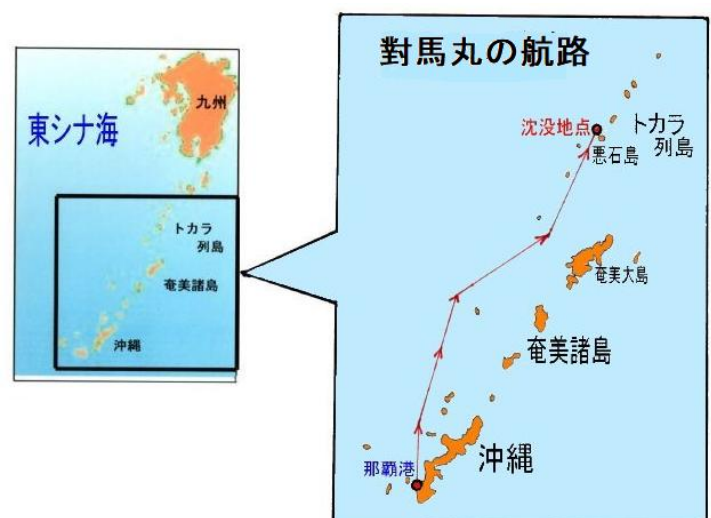 九州
東シナ海
トカラ
列島
奄美諸島
沖縄
對馬丸の航路
沈没地点
トカラ
列島
悪石島
奄美大島
奄美諸島
沖縄
那覇港